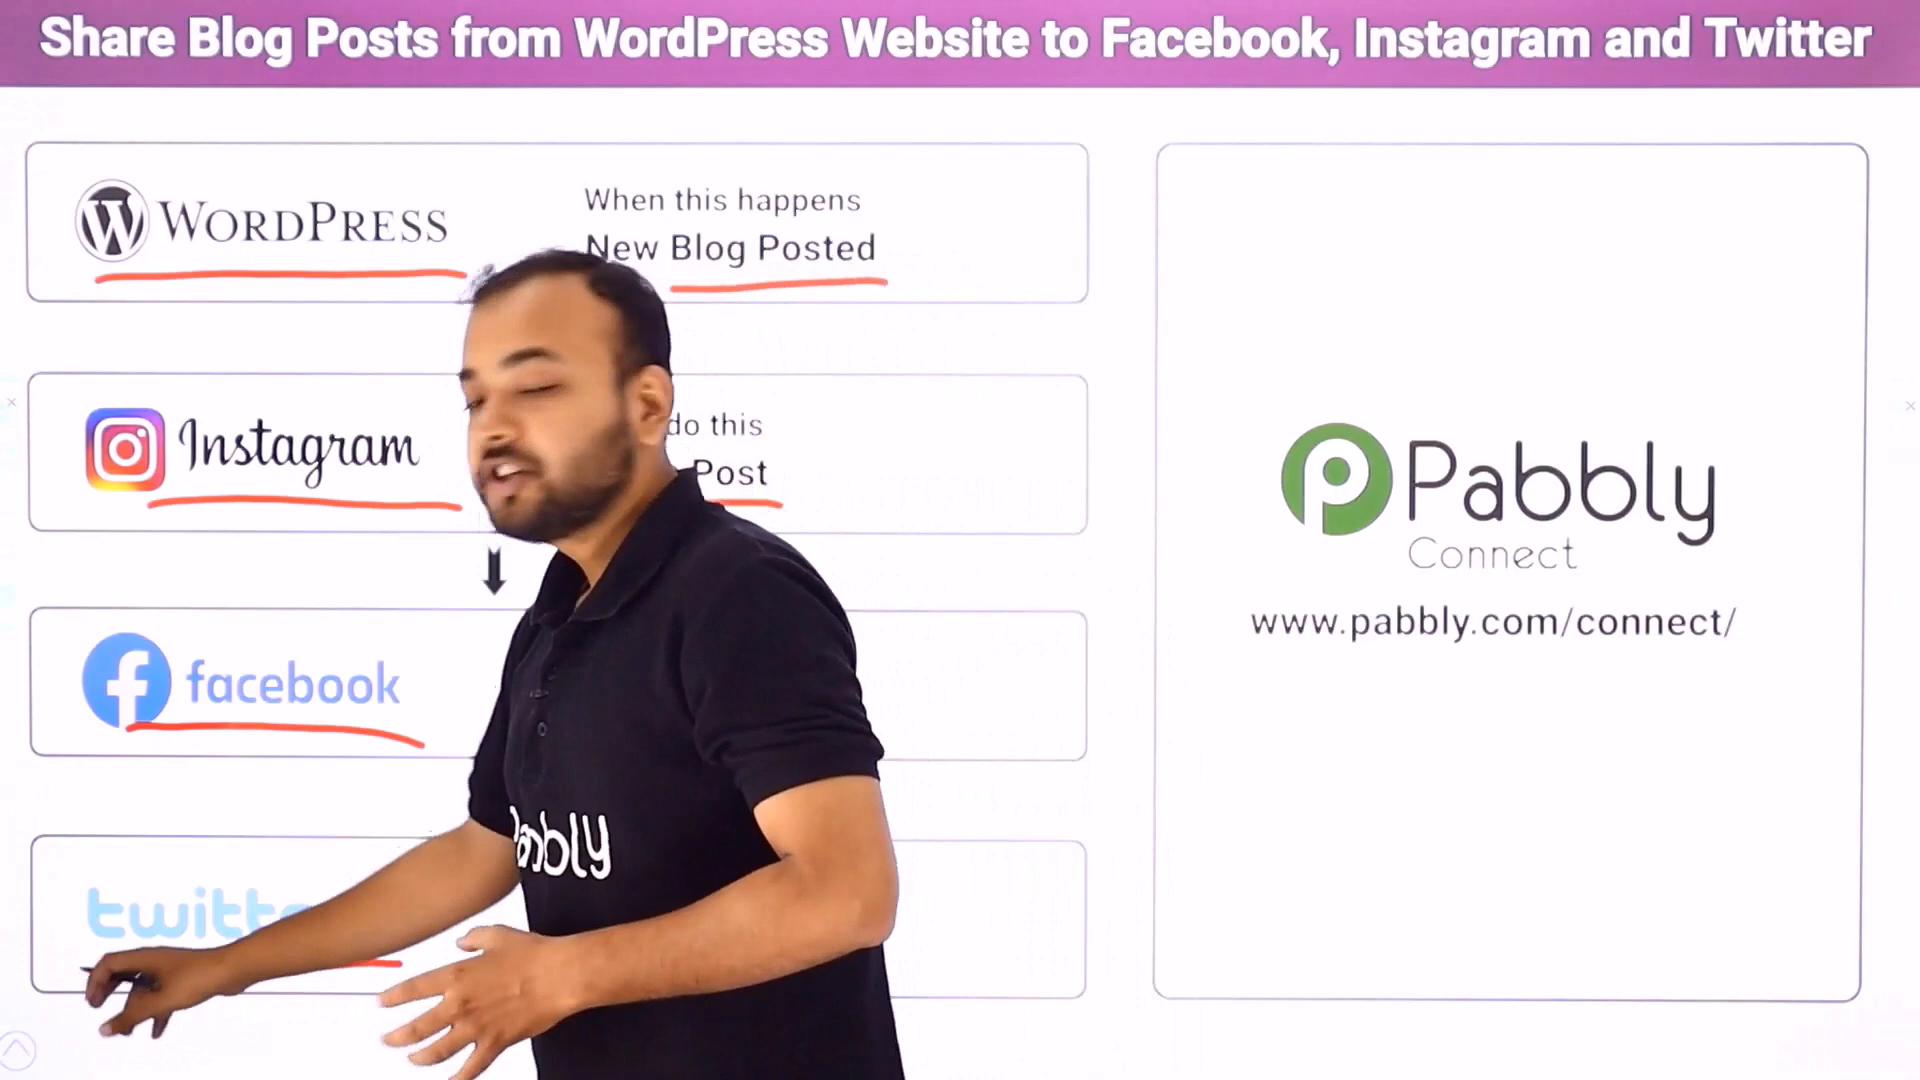 Share Blog Posts from WordPress Website to Facebook, Instagram and Twitter
WORDPRESS
When this happens
New Blog Posted
Instagram
do this
Post
facebook
Pabbly
Connect
www.pabbly.com/connect/
Pabbly